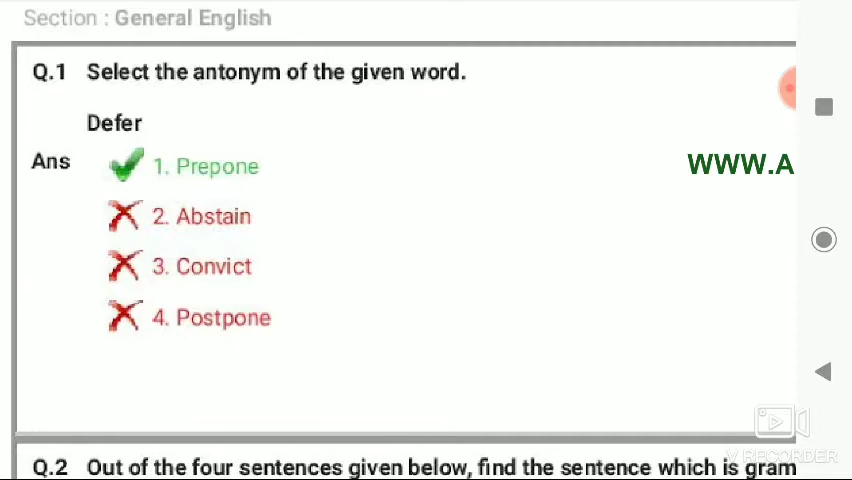 Section : General English
Q.1 Select the antonym of the given word.
Defer
Ans 1. Prepone
WWW.A
2. Abstain
3. Convict
4. Postpone
V RECORDER
Q.2 Out of the four sentences given below, find the sentence which is gram